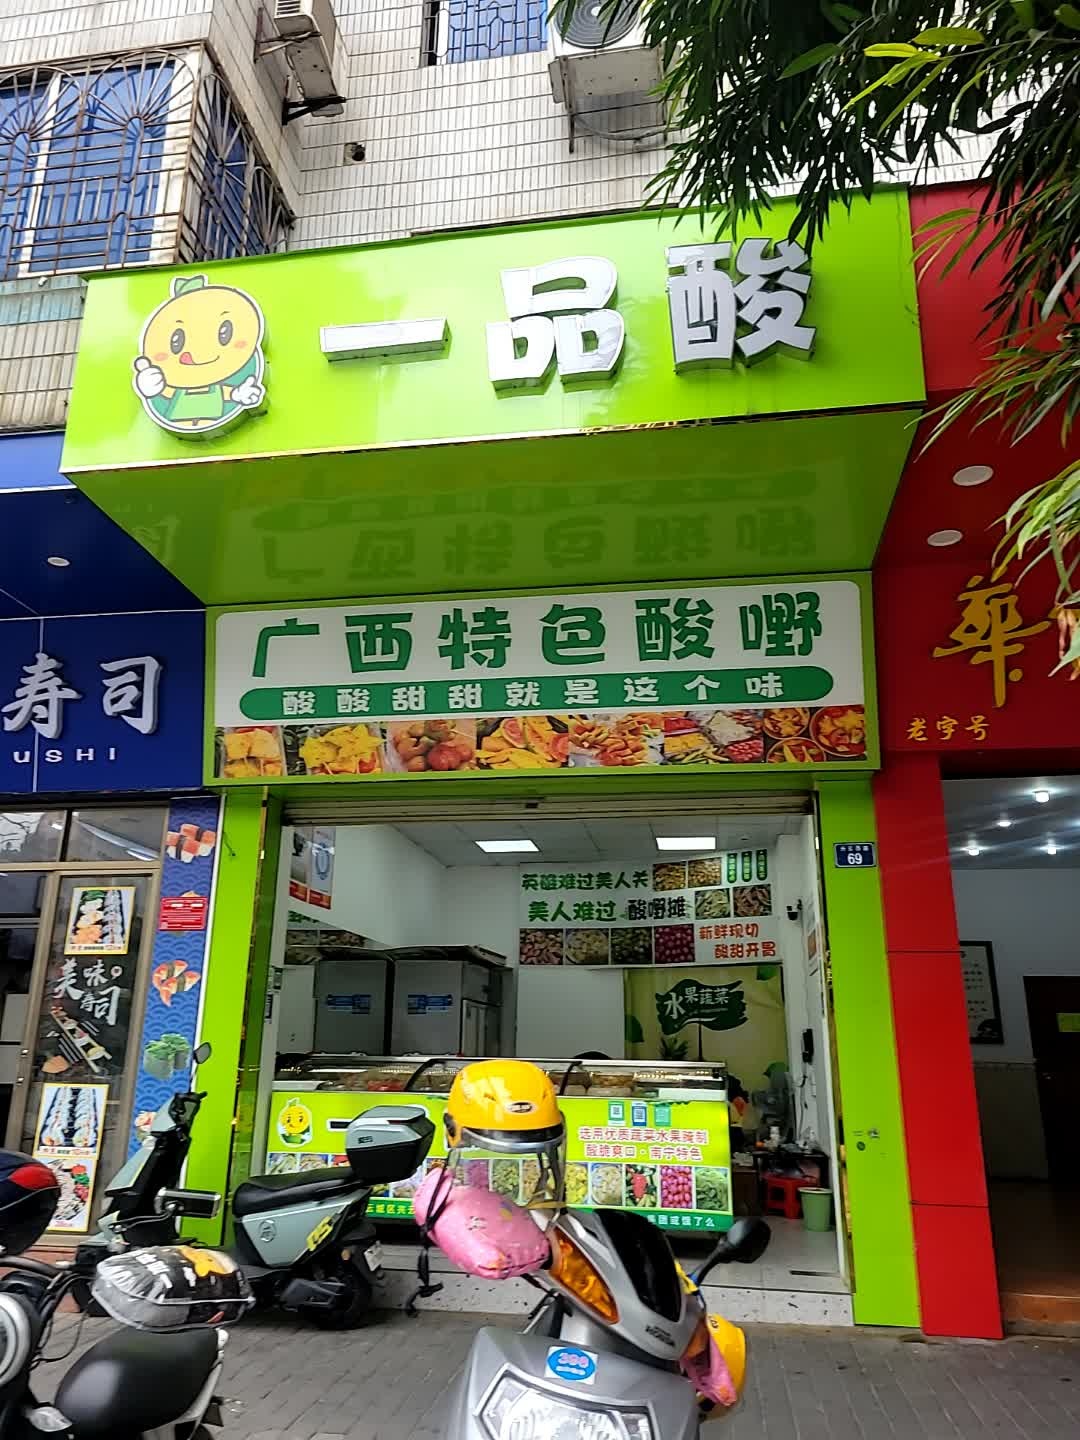 一品酸
广西特色酸嘢
酸酸甜甜就是这个味
寿司
USHI
老字号
69
英雄难过美人关
美人难过 酸嘢摊
新鲜现切
酸甜开胃
水果蔬菜
美味
寿司
选用优质蔬菜水果腌制
酸脆爽口·南宁特色
398